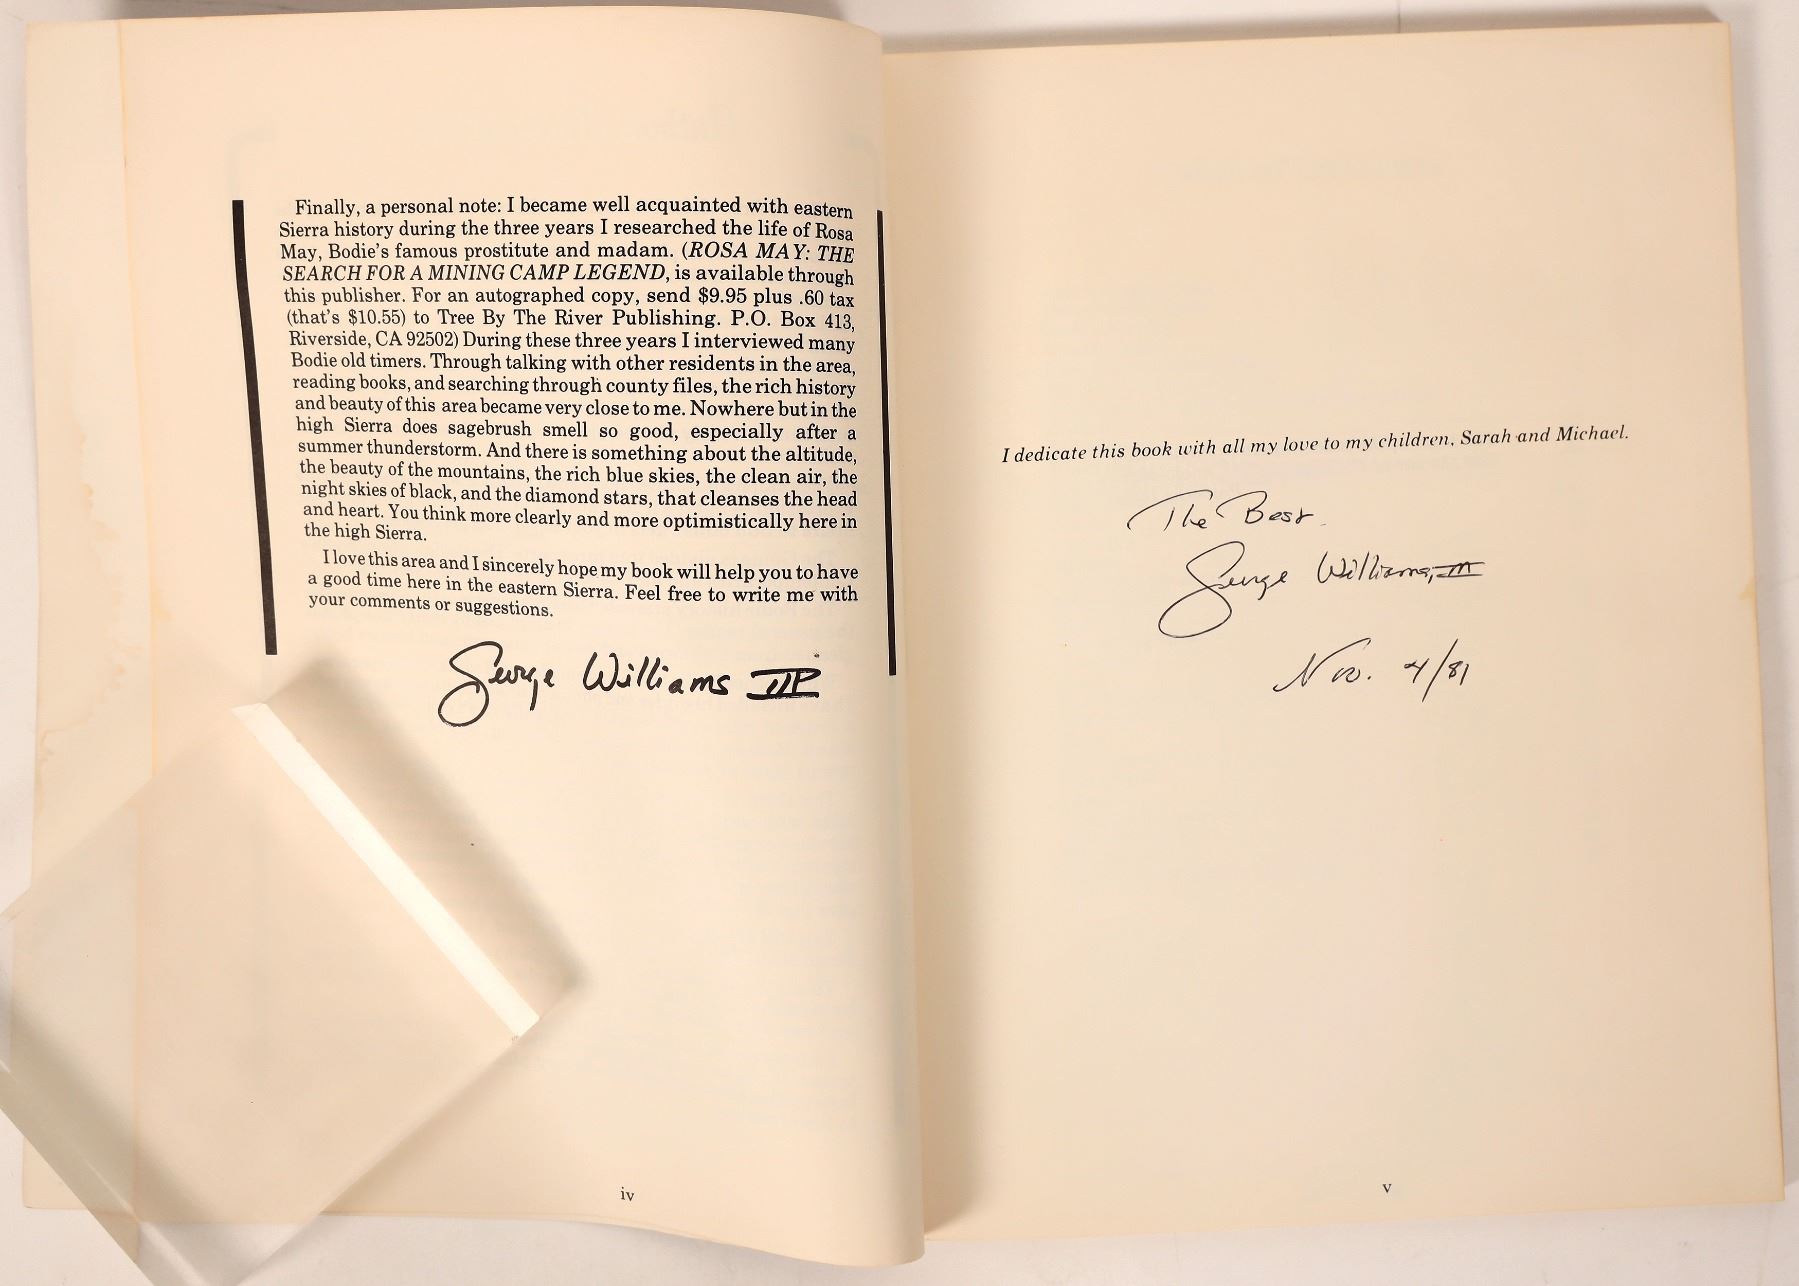 Finally, a personal note: I became well acquainted with eastern
Sierra history during the three years I researched the life of Rosa
May, Bodie's famous prostitute and madam. (ROSA MAY: THE
SEARCH FOR A MINING CAMP LEGEND, is available through
this publisher. For an autographed copy, send $9.95 plus .60 tax
(that's $10.55) to Tree By The River Publishing. P.O. Box 413,
Riverside, CA 92502) During these three years I interviewed many
Bodie old timers. Through talking with other residents in the area,
reading books, and searching through county files, the rich history
and beauty of this area became very close to me. Nowhere but in the
high Sierra does sagebrush smell so good, especially after a
summer thunderstorm. And there is something about the altitude,
the beauty of the mountains, the rich blue skies, the clean air, the
night skies of black, and the diamond stars, that cleanses the head
and heart. You think more clearly and more optimistically here in
the high Sierra.
I love this area and I sincerely hope my book will help you to have
a good time here in the eastern Sierra. Feel free to write me with
your comments or suggestions.
George Williams III
iv
I dedicate this book with all my love to my children, Sarah and Michael.
The Best.
George Williams, III
Nov. 4/81
v